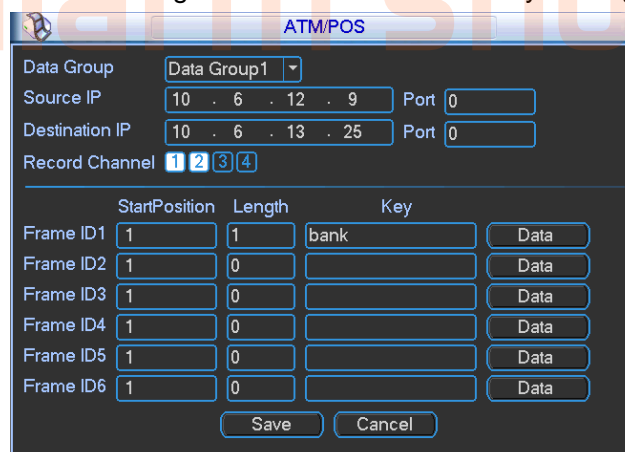 ATM/POS
Data Group Data Group1
Source IP 10 . 6 . 12 . 9 Port 0
Destination IP 10 . 6 . 13 . 25 Port 0
Record Channel 1 2 3 4
StartPosition Length Key
Frame ID1 1 1 bank Data
Frame ID2 1 0 Data
Frame ID3 1 0 Data
Frame ID4 1 0 Data
Frame ID5 1 0 Data
Frame ID6 1 0 Data
Save Cancel